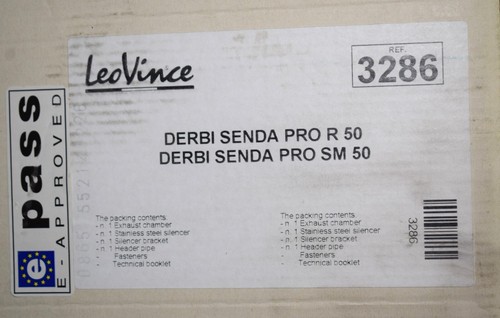 LeoVince
REF.
3286
DERBI SENDA PRO R 50
DERBI SENDA PRO SM 50
e pass
E-APPROVED
The packing contents
- n. 1 Exhaust chamber
- n. 1 Stainless steel silencer
- n. 1 Silencer bracket
- n. 1 Header pipe
- Fasteners
- Technical booklet
The packing contents
- n. 1 Exhaust chamber
- n. 1 Stainless steel silencer
- n. 1 Silencer bracket
- n. 1 Header pipe
- Fasteners
- Technical booklet
3286